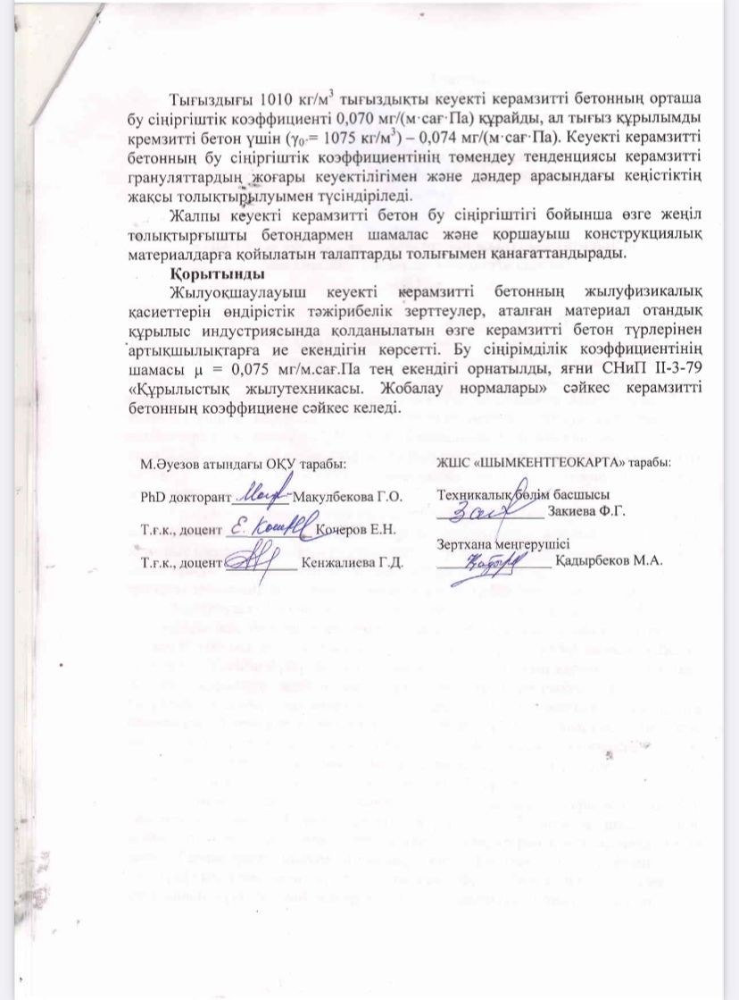 Тығыздығы 1010 кг/м³ тығыздықты кеуекті керамзитті бетонның орташа
бу сіңіргіштік коэффициенті 0,070 мг/(м·сағ·Па) құрайды, ал тығыз құрылымды
кремзитті бетон үшін (γ₀.= 1075 кг/м³) – 0,074 мг/(м·сағ·Па). Кеуекті керамзитті
бетонның бу сіңіргіштік коэффициентінің төмендеу тенденциясы керамзитті
грануляттардың жоғары кеуектілігімен және дәндер арасындағы кеңістіктің
жақсы толықтырылуымен түсіндіріледі.
Жалпы кеуекті керамзитті бетон бу сіңіргіштігі бойынша өзге жеңіл
толықтырғышты бетондармен шамалас және қоршауыш конструкциялық
материалдарға қойылатын талаптарды толығымен қанағаттандырады.
Қорытынды
Жылуоқшаулауыш кеуекті керамзитті бетонның жылуфизикалық
қасиеттерін өндірістік тәжірибелік зерттеулер, аталған материал отандық
құрылыс индустриясында қолданылатын өзге керамзитті бетон түрлерінен
артықшылықтарға ие екендігін көрсетті. Бу сіңірімділік коэффициентінің
шамасы μ = 0,075 мг/м.сағ.Па тең екендігі орнатылды, яғни СНиП II-3-79
«Құрылыстық жылутехникасы. Жобалау нормалары» сәйкес керамзитті
бетонның коэффициене сәйкес келеді.
М.Әуезов атындағы ОҚУ тарабы:
PhD докторант Макулбекова Г.О.
Т.ғ.к., доцент Е. Кочеров Е.Н.
Т.ғ.к., доцент Кенжалиева Г.Д.
ЖШС «ШЫМКЕНТГЕОКАРТА» тарабы:
Техникалық бөлім басшысы
Закиева Ф.Г.
Зертхана меңгерушісі
Қадырбеков М.А.